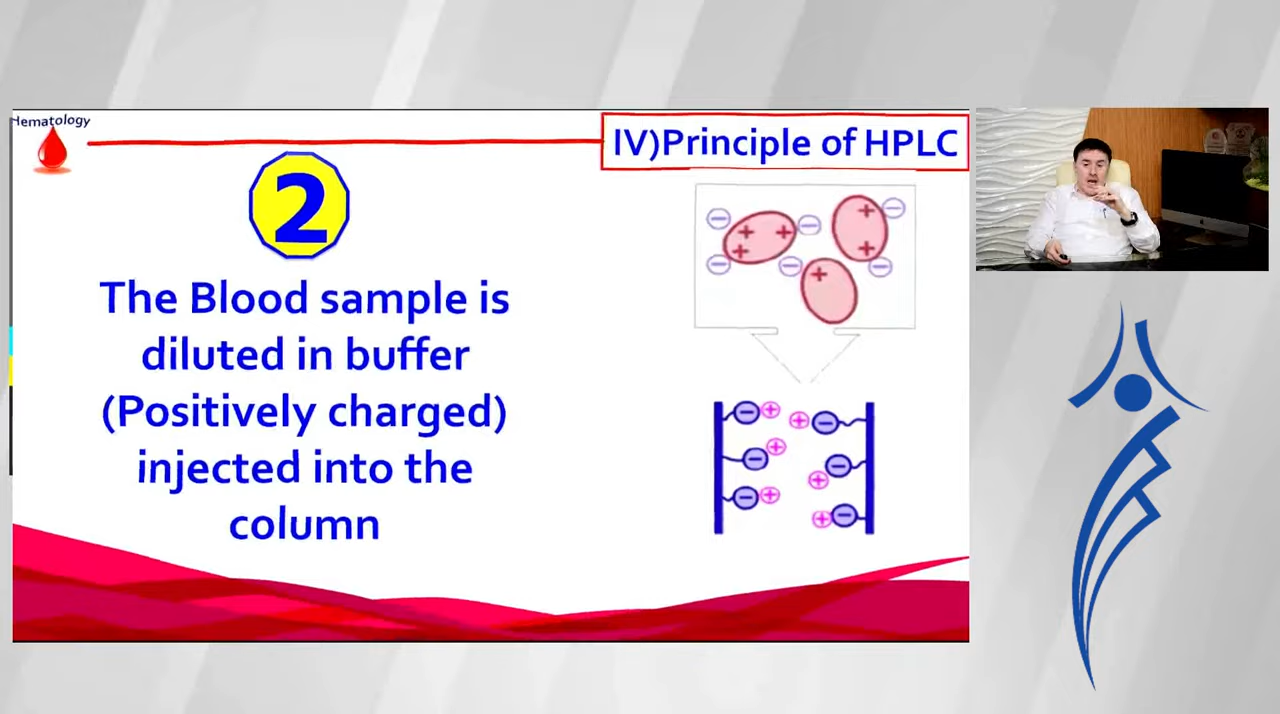 Hematology
IV)Principle of HPLC
2
The Blood sample is
diluted in buffer
(Positively charged)
injected into the
column